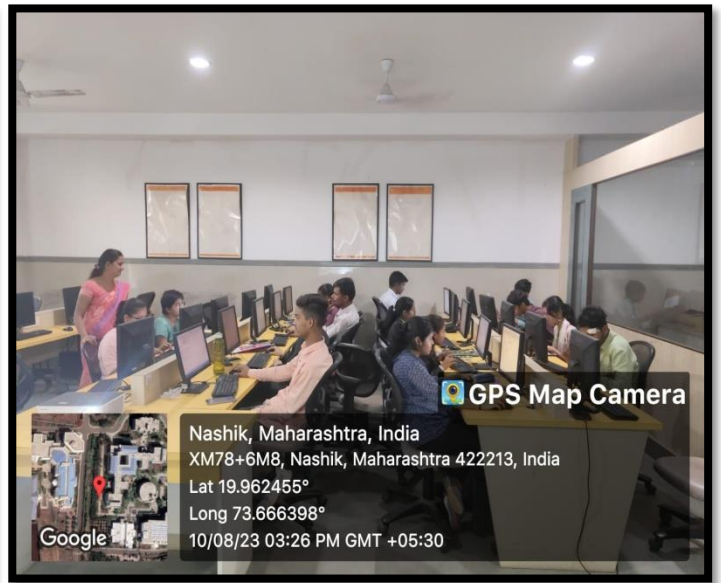 GPS Map Camera
Nashik, Maharashtra, India
XM78+6M8, Nashik, Maharashtra 422213, India
Lat 19.962455°
Long 73.666398°
10/08/23 03:26 PM GMT +05:30
Google